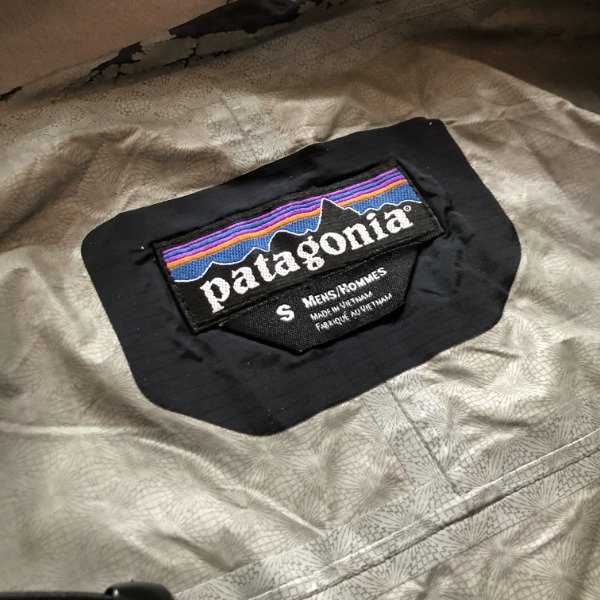 patagonia®
S MENS/HOMMES
MADE IN VIETNAM
FABRIQUÉ AU VIETNAM